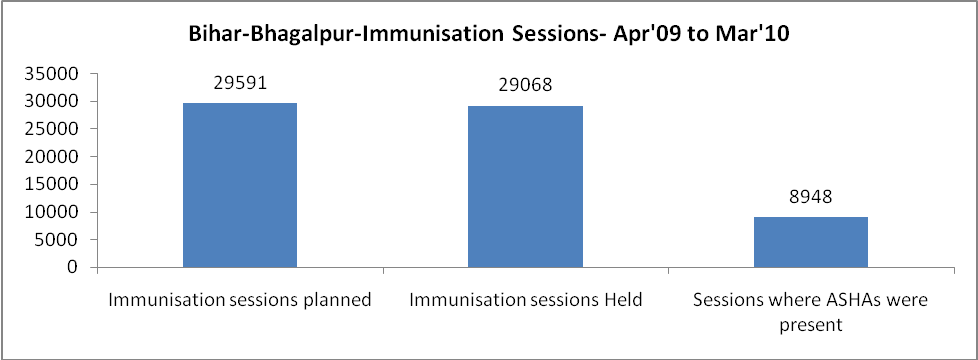 Bihar-Bhagalpur-Immunisation Sessions- Apr'09 to Mar'10
35000
30000
25000
20000
15000
10000
5000
0
29591
29068
8948
Immunisation sessions planned
Immunisation sessions Held
Sessions where ASHAs were
present